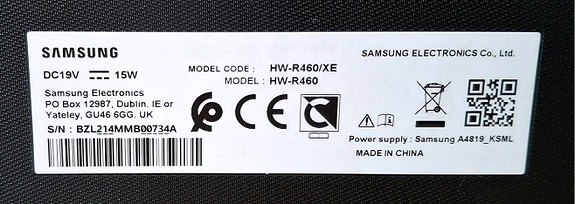 SAMSUNG
DC19V ⎓ 15W
Samsung Electronics
PO Box 12987, Dublin. IE or
Yateley, GU46 6GG. UK
S/N : BZL214MMB00734A
MODEL CODE : HW-R460/XE
MODEL : HW-R460
CE
SAMSUNG ELECTRONICS Co., Ltd.
Power supply : Samsung A4819_KSML
MADE IN CHINA